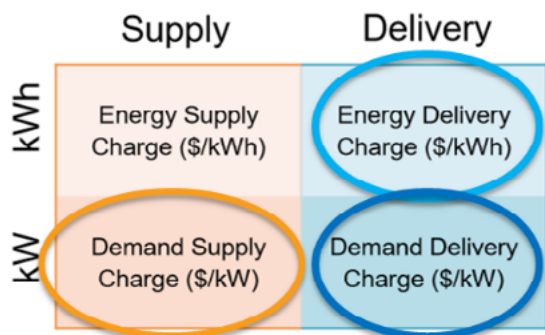 Supply Delivery
kWh
Energy Supply
Charge ($/kWh)
Energy Delivery
Charge ($/kWh)
kW
Demand Supply
Charge ($/kW)
Demand Delivery
Charge ($/kW)